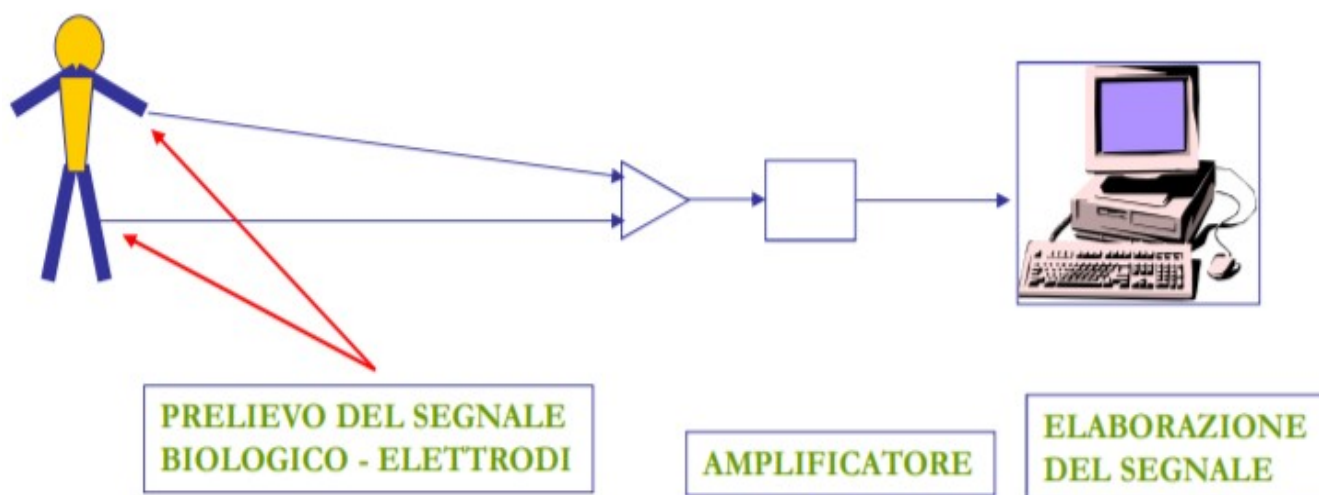 PRELIEVO DEL SEGNALE
BIOLOGICO - ELETTRODI
AMPLIFICATORE
ELABORAZIONE
DEL SEGNALE